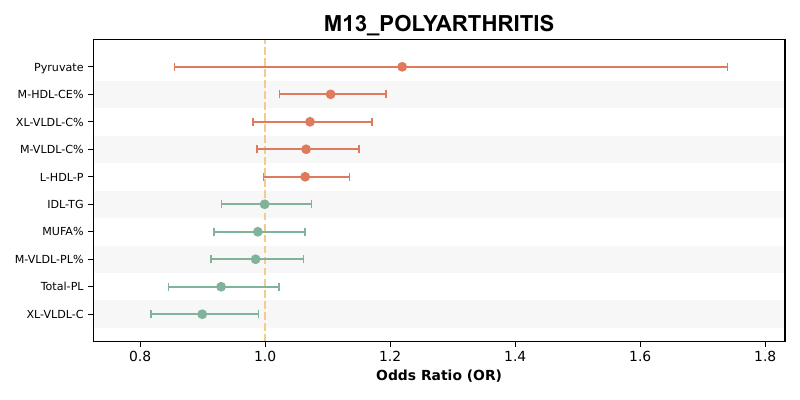 M13_POLYARTHRITIS
Pyruvate
M-HDL-CE%
XL-VLDL-C%
M-VLDL-C%
L-HDL-P
IDL-TG
MUFA%
M-VLDL-PL%
Total-PL
XL-VLDL-C
0.8 1.0 1.2 1.4 1.6 1.8
Odds Ratio (OR)